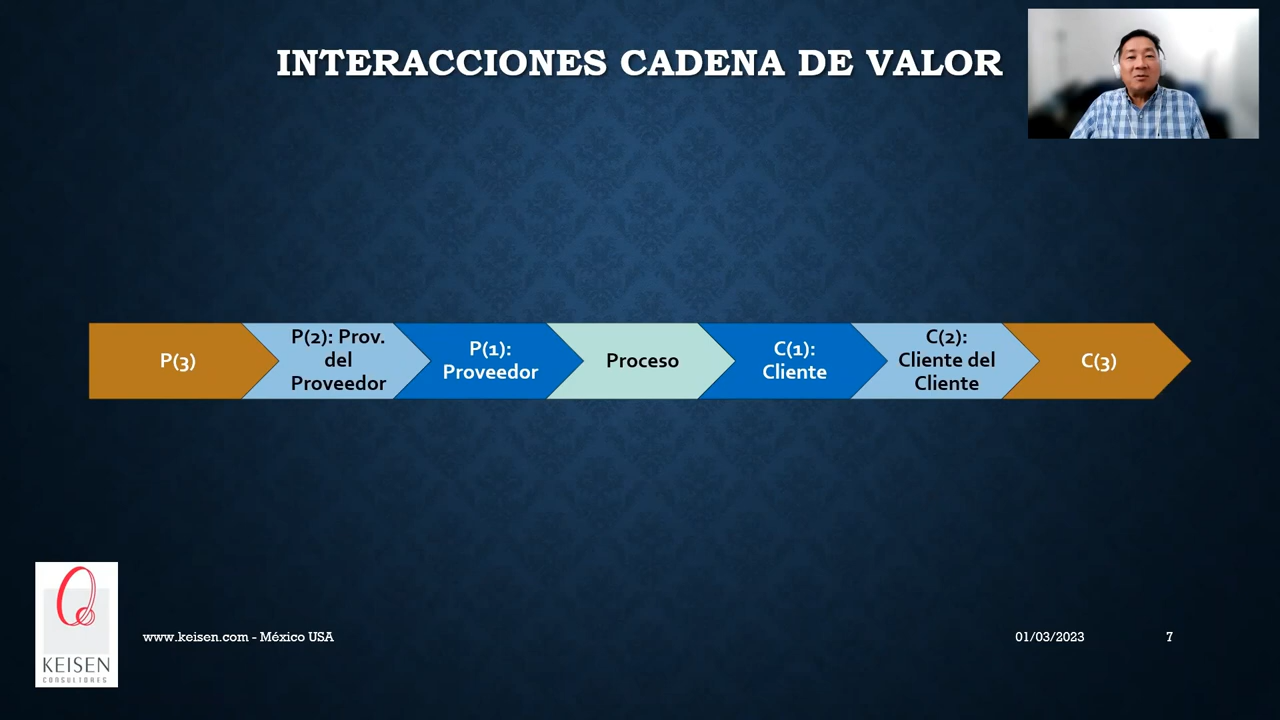 INTERACCIONES CADENA DE VALOR
P(3)
P(2): Prov.
del
Proveedor
P(1):
Proveedor
Proceso
C(1):
Cliente
C(2):
Cliente del
Cliente
C(3)
KEISEN
CONSULTORES
www.keisen.com - México USA
01/03/2023
7